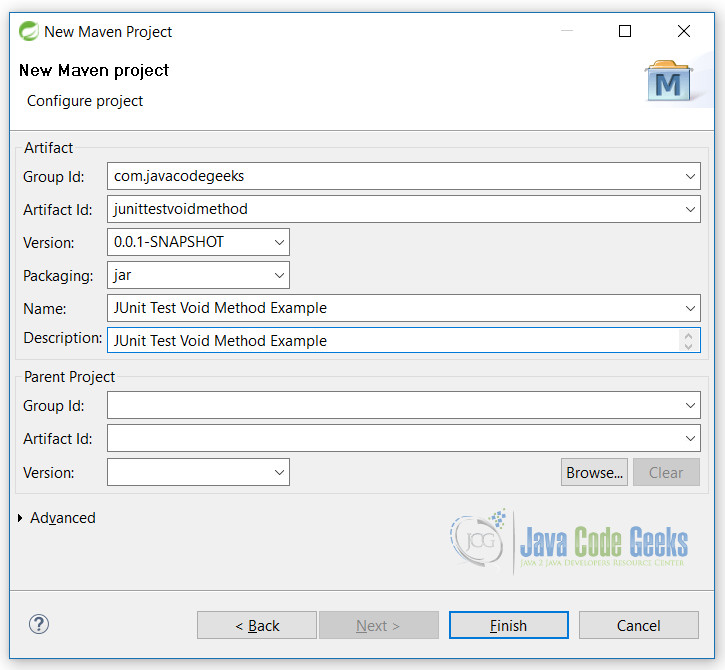 New Maven Project
New Maven project
Configure project
M
Artifact
Group Id: com.javacodegeeks
Artifact Id: junittestvoidmethod
Version: 0.0.1-SNAPSHOT
Packaging: jar
Name: JUnit Test Void Method Example
Description: JUnit Test Void Method Example
Parent Project
Group Id:
Artifact Id:
Version: Browse... Clear
Advanced
JCG Java Code Geeks
JAVA 2 JAVA DEVELOPERS RESOURCE CENTER
? < Back Next > Finish Cancel